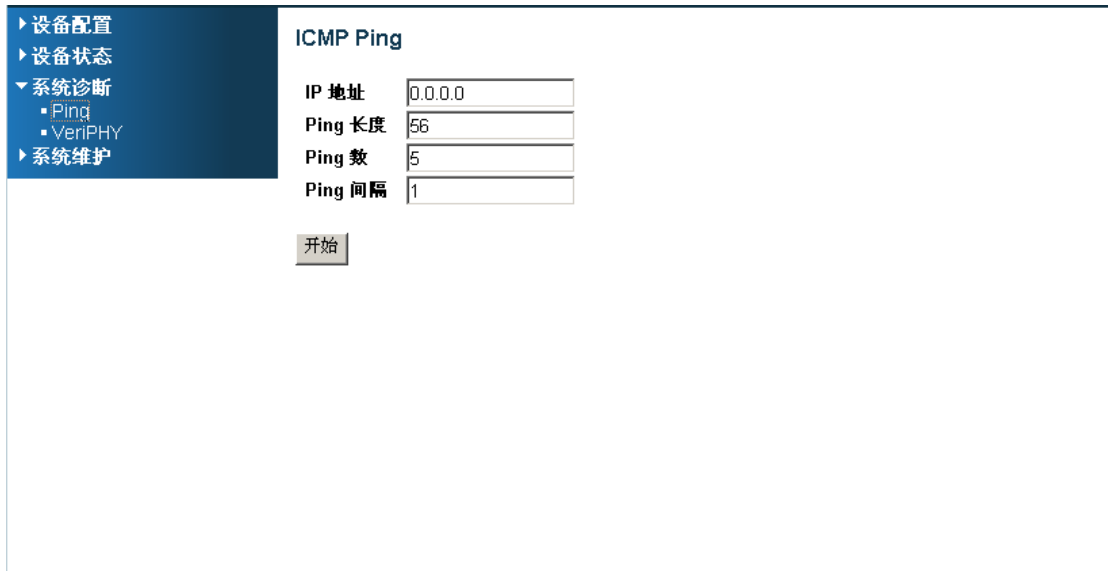 设备配置
设备状态
系统诊断
Ping
VeriPHY
系统维护
ICMP Ping
IP 地址 0.0.0.0
Ping 长度 56
Ping 数 5
Ping 间隔 1
开始